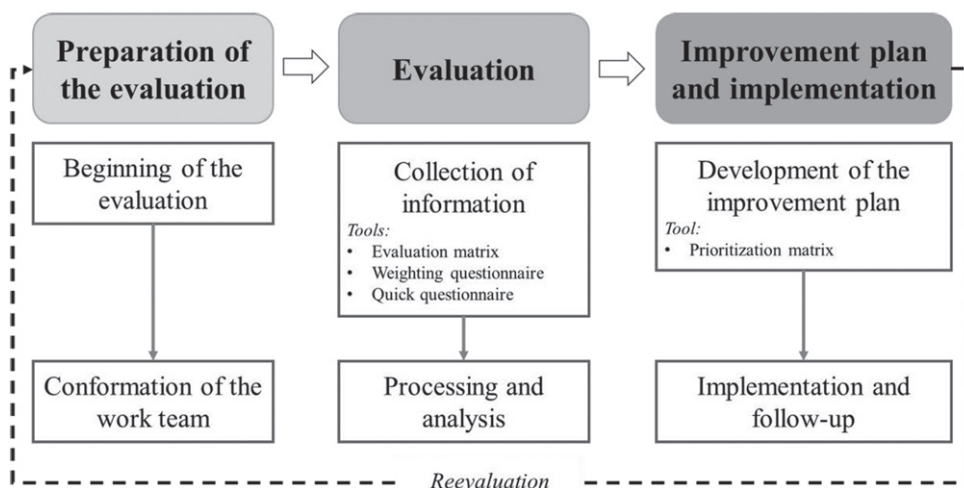 Preparation of
the evaluation
Evaluation
Improvement plan
and implementation
Beginning of the
evaluation
Conformation of the
work team
Collection of
information
Tools:
• Evaluation matrix
• Weighting questionnaire
• Quick questionnaire
Processing and
analysis
Development of the
improvement plan
Tool:
• Prioritization matrix
Implementation and
follow-up
Reevaluation